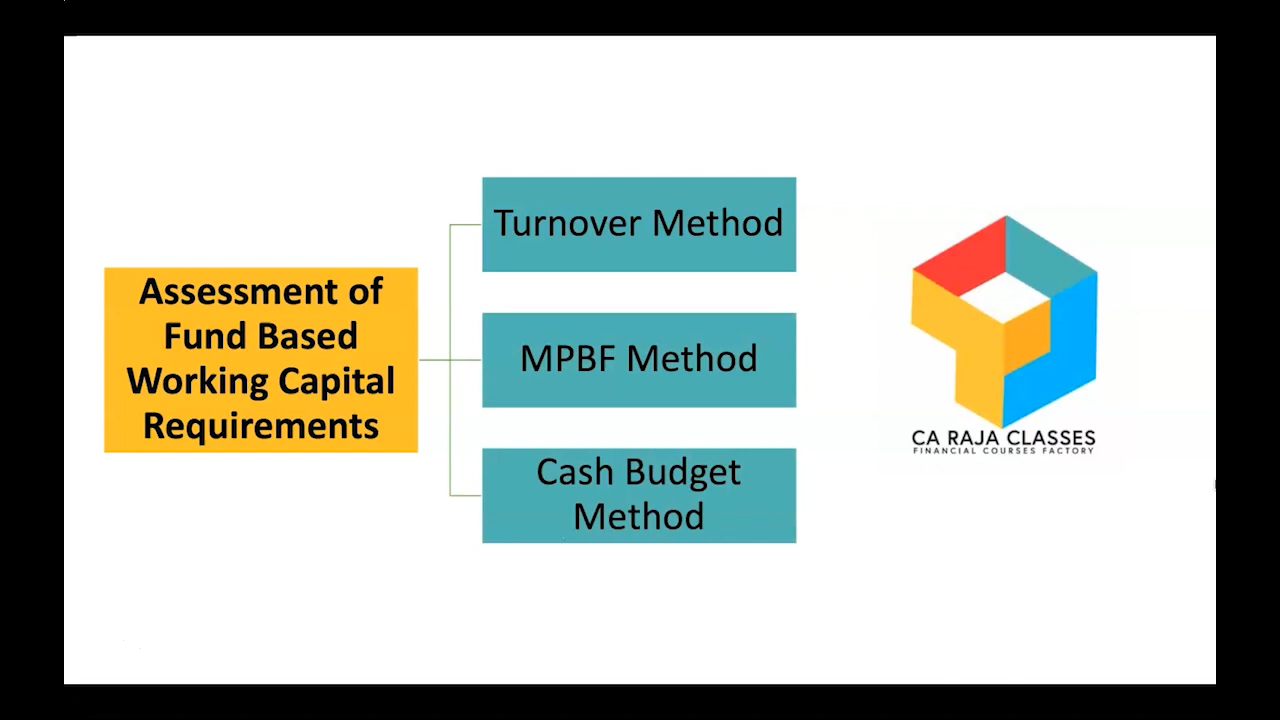 Assessment of
Fund Based
Working Capital
Requirements
Turnover Method
MPBF Method
Cash Budget
Method
CA RAJA CLASSES
FINANCIAL COURSES FACTORY